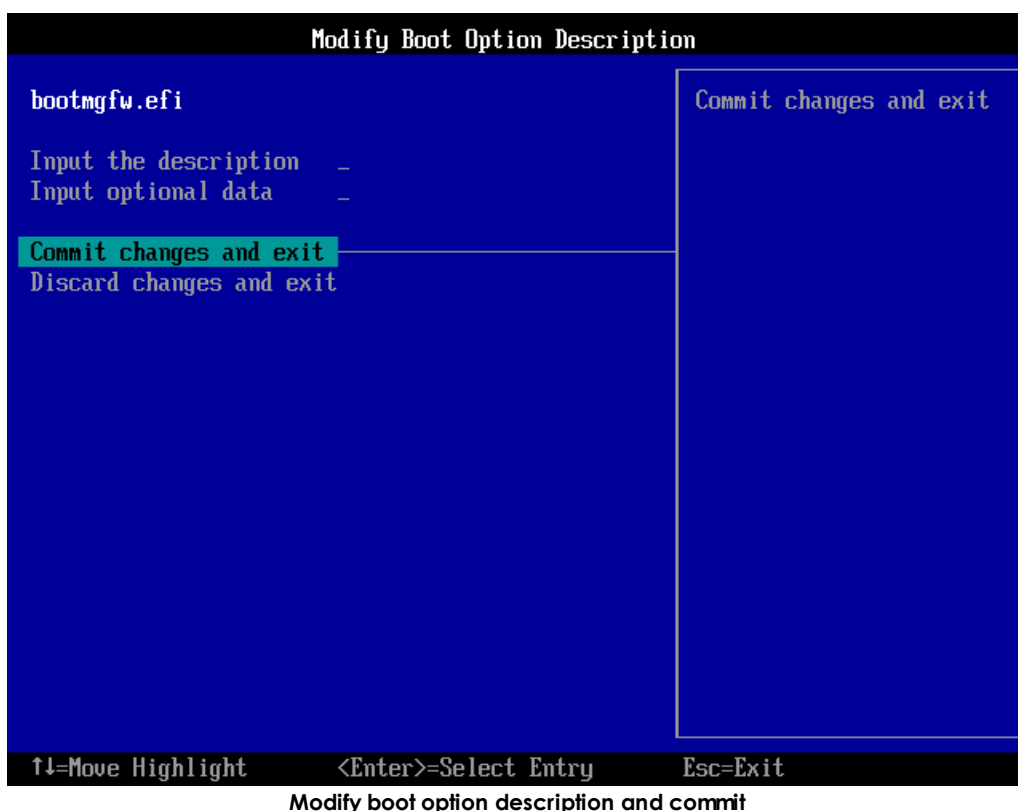 Modify Boot Option Description
bootmgfw.efi
Commit changes and exit
Input the description _
Input optional data _
Commit changes and exit
Discard changes and exit
↑↓=Move Highlight <Enter>=Select Entry Esc=Exit
Modify boot option description and commit